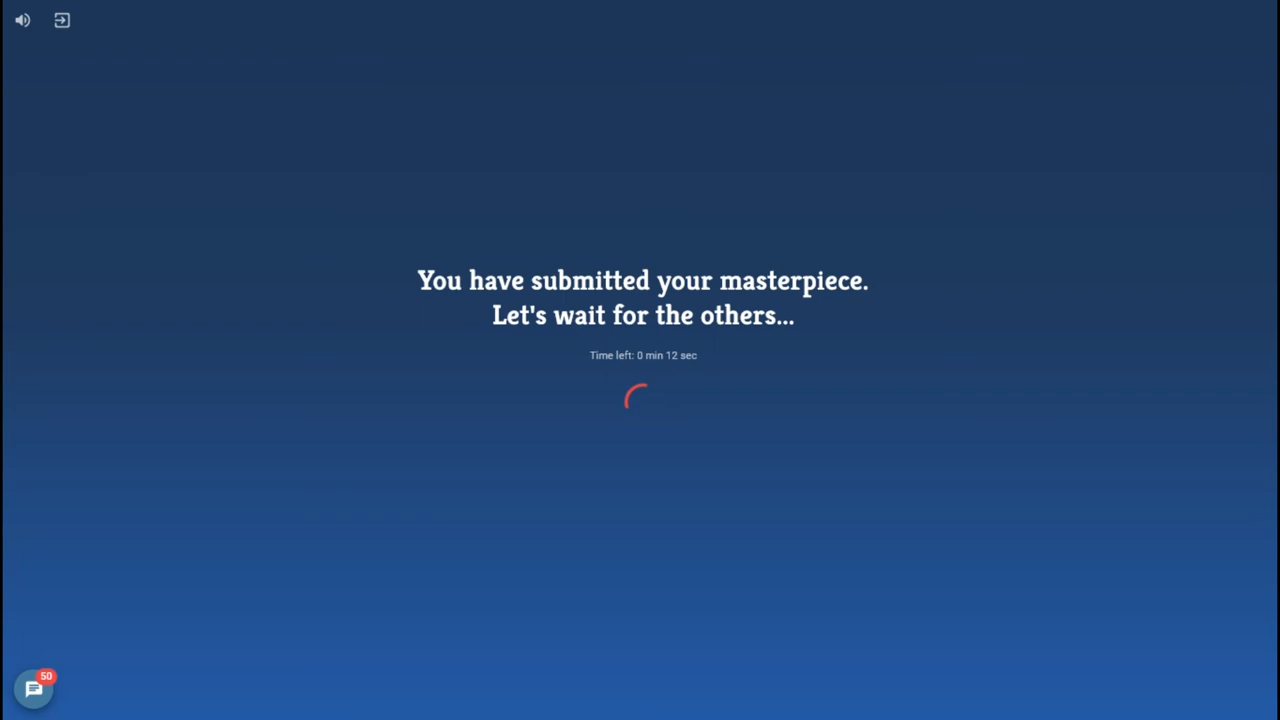 You have submitted your masterpiece.
Let's wait for the others...
Time left: 0 min 12 sec
50